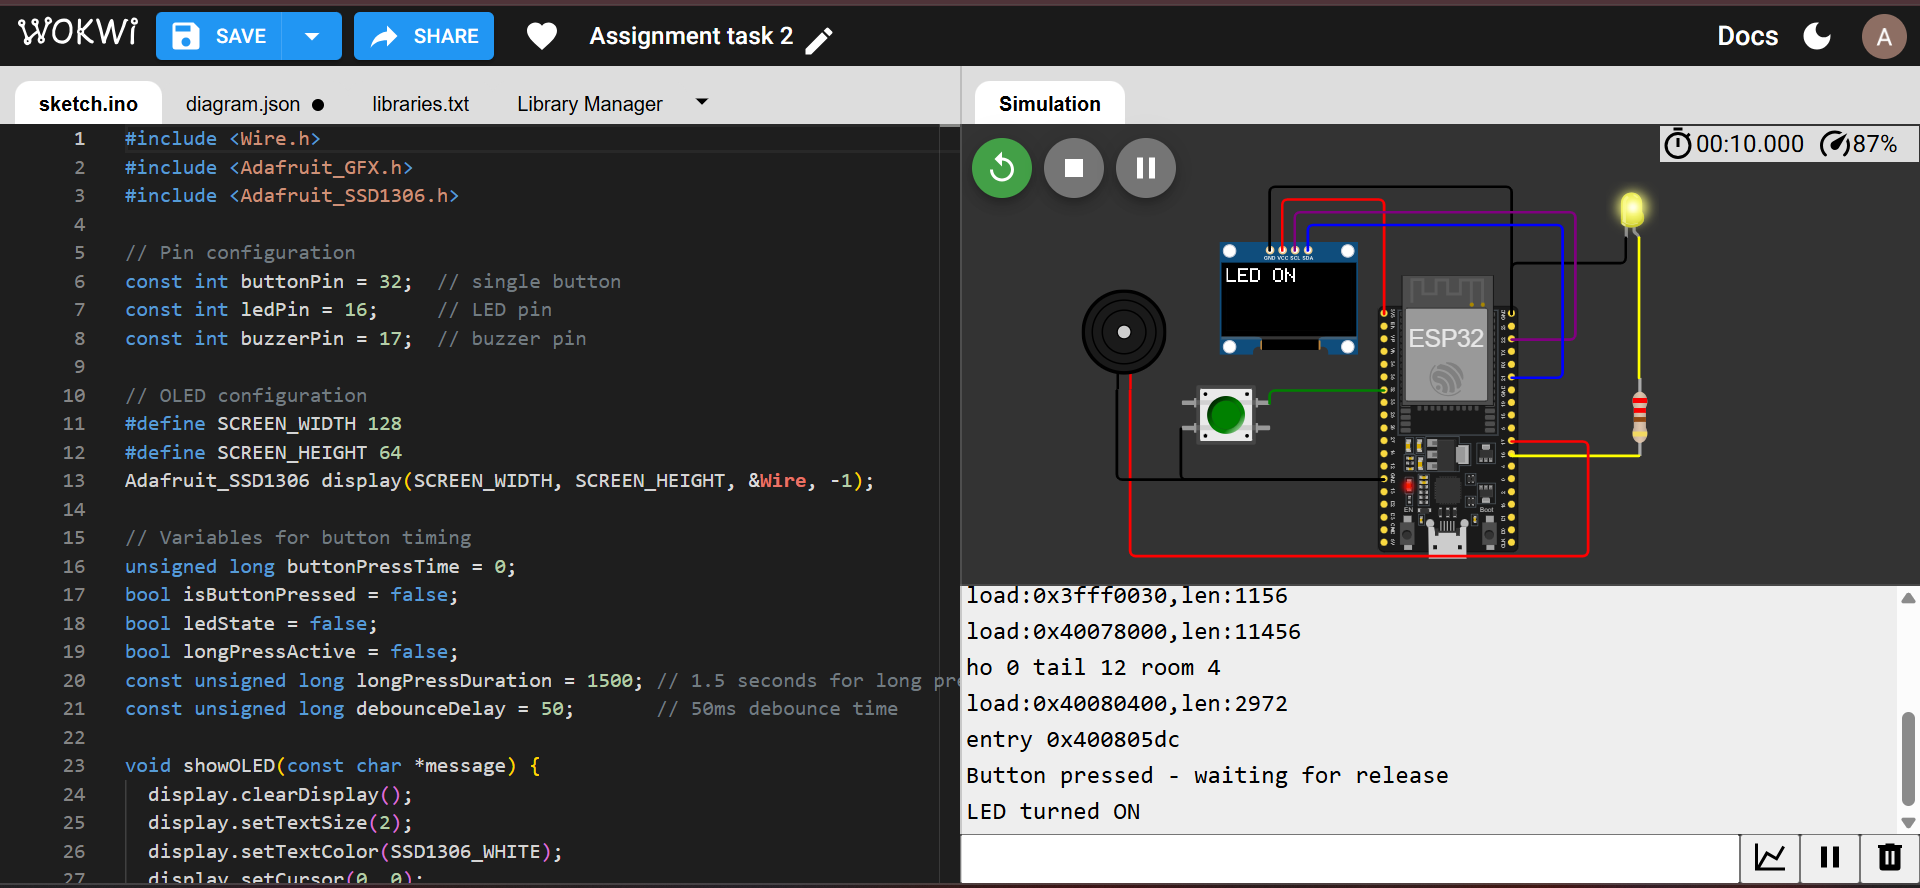 WOKWI SAVE SHARE Assignment task 2 Docs A
sketch.ino diagram.json ● libraries.txt Library Manager
Simulation
1 #include <Wire.h>
2 #include <Adafruit_GFX.h>
3 #include <Adafruit_SSD1306.h>
4
5 // Pin configuration
6 const int buttonPin = 32;  // single button
7 const int ledPin = 16;     // LED pin
8 const int buzzerPin = 17;  // buzzer pin
9
10 // OLED configuration
11 #define SCREEN_WIDTH 128
12 #define SCREEN_HEIGHT 64
13 Adafruit_SSD1306 display(SCREEN_WIDTH, SCREEN_HEIGHT, &Wire, -1);
14
15 // Variables for button timing
16 unsigned long buttonPressTime = 0;
17 bool isButtonPressed = false;
18 bool ledState = false;
19 bool longPressActive = false;
20 const unsigned long longPressDuration = 1500; // 1.5 seconds for long pre
21 const unsigned long debounceDelay = 50;       // 50ms debounce time
22
23 void showOLED(const char *message) {
24   display.clearDisplay();
25   display.setTextSize(2);
26   display.setTextColor(SSD1306_WHITE);
27   display.setCursor(0, 0);
00:10.000 87%
GND VCC SCL SDA
LED ON
ESP32
EN Boot
load:0x3fff0030,len:1156
load:0x40078000,len:11456
ho 0 tail 12 room 4
load:0x40080400,len:2972
entry 0x400805dc
Button pressed - waiting for release
LED turned ON